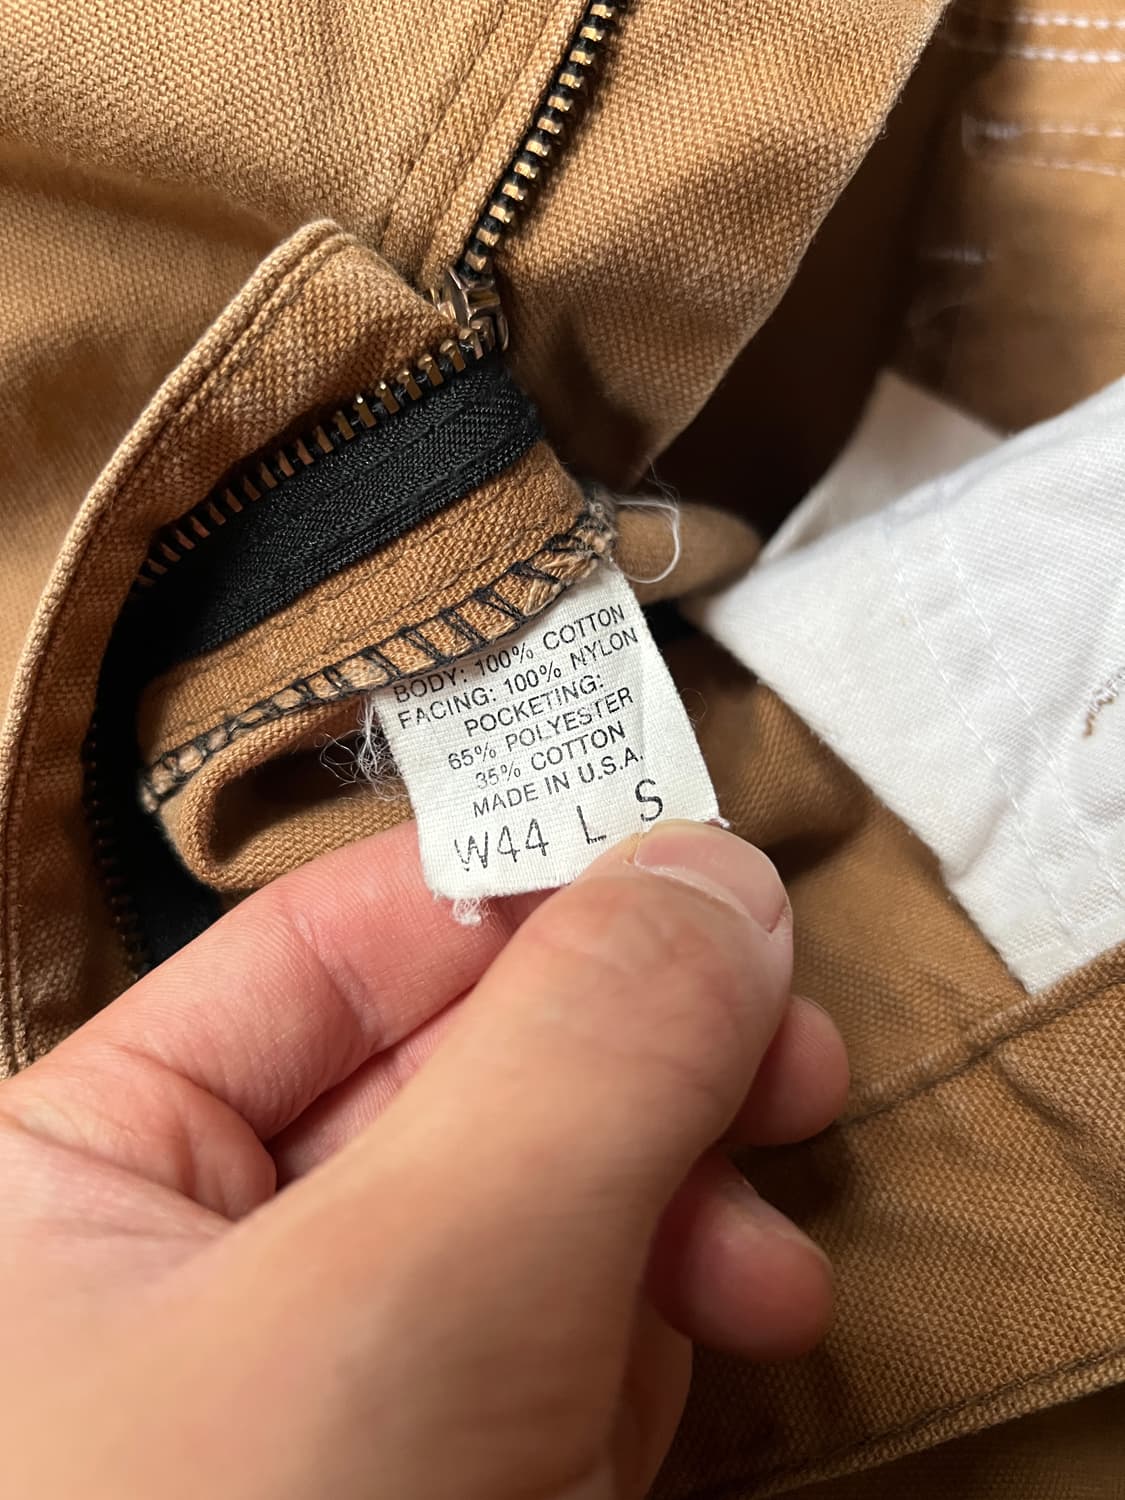 BODY: 100% COTTON
FACING: 100% NYLON
POCKETING:
65% POLYESTER
35% COTTON
MADE IN U.S.A.
W44 L S